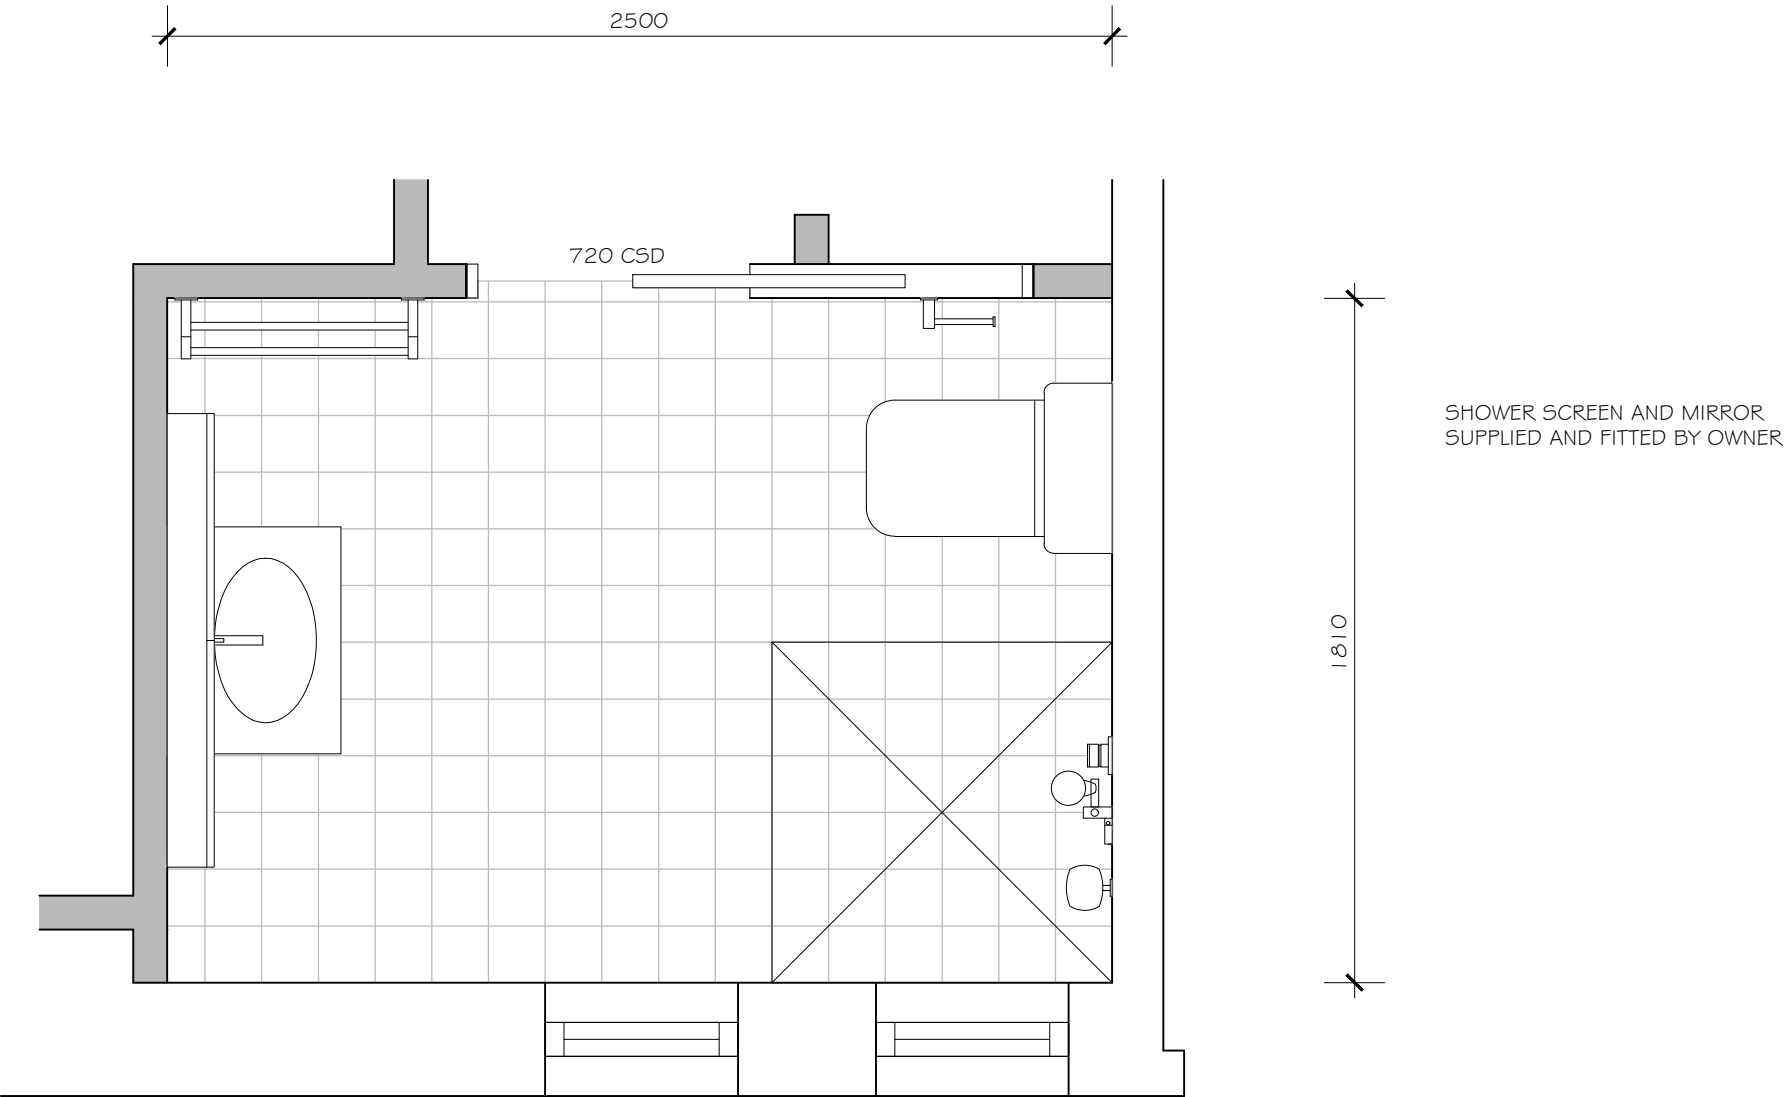 2500
720 CSD
SHOWER SCREEN AND MIRROR
SUPPLIED AND FITTED BY OWNER
1810